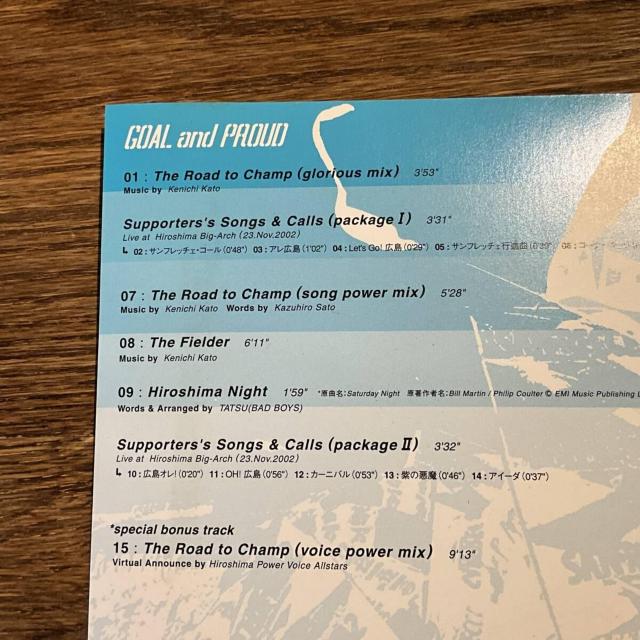 GOAL and PROUD
01 : The Road to Champ (glorious mix) 3'53"
Music by Kenichi Kato
Supporters's Songs & Calls (package I) 3'31"
Live at Hiroshima Big-Arch (23.Nov.2002)
┗ 02 : サンフレッチェ・コール(0'48") 03 : アレ広島(1'02") 04 : Let's Go! 広島(0'29") 05 : サンフレッチェ行進曲
07 : The Road to Champ (song power mix) 5'28"
Music by Kenichi Kato Words by Kazuhiro Sato
08 : The Fielder 6'11"
Music by Kenichi Kato
09 : Hiroshima Night 1'59" *原曲名:Saturday Night 原著作者名:Bill Martin / Philip Coulter © EMI Music Publishing
Words & Arranged by TATSU(BAD BOYS)
Supporters's Songs & Calls (package II) 3'32"
Live at Hiroshima Big-Arch (23.Nov.2002)
┗ 10 : 広島オレ!(0'20") 11 : OH! 広島(0'56") 12 : カーニバル(0'53") 13 : 紫の悪魔(0'46") 14 : アイーダ(0'37")
*special bonus track
15 : The Road to Champ (voice power mix) 9'13"
Virtual Announce by Hiroshima Power Voice Allstars